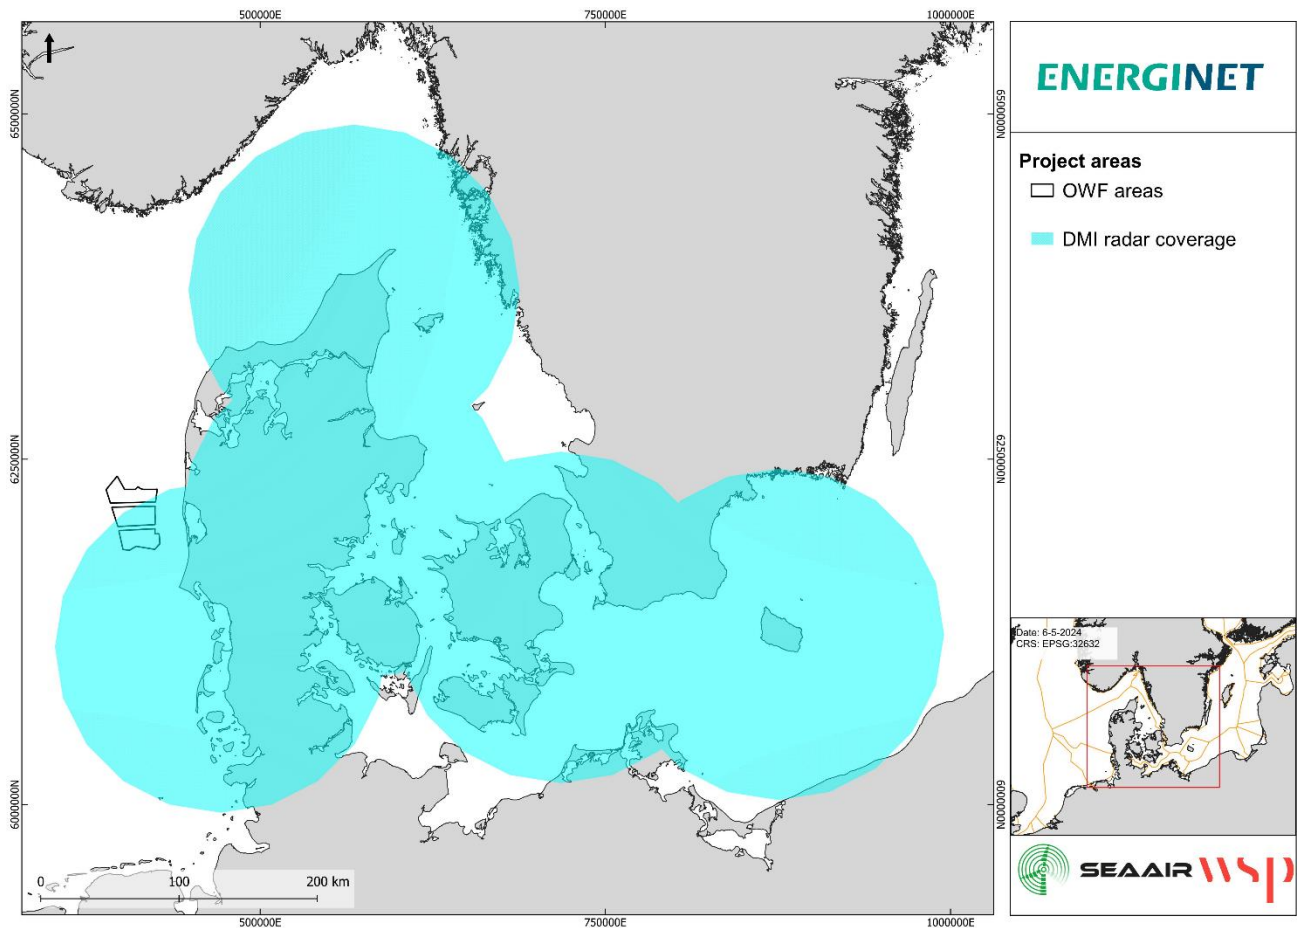 500000E
750000E
1000000E
6500000N
6500000N
6250000N
6250000N
6000000N
6000000N
0 100 200 km
500000E
750000E
1000000E
ENERGINET
Project areas
OWF areas
DMI radar coverage
Date: 6-5-2024
CRS: EPSG:32632
SEAAIR wsp